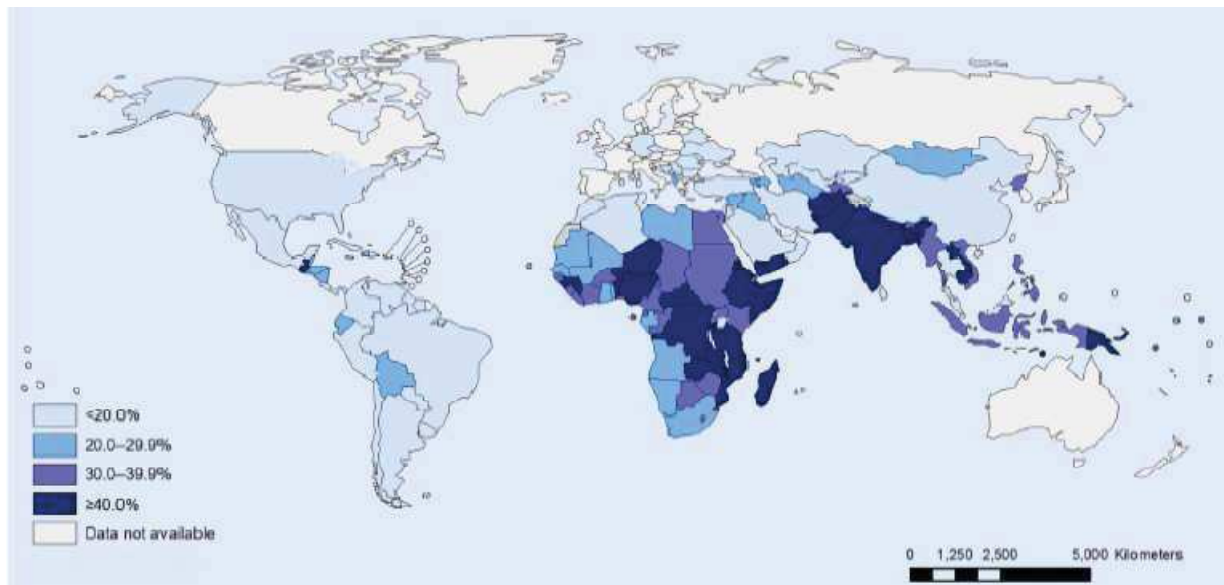 ≤20.0%
20.0–29.9%
30.0–39.9%
≥40.0%
Data not available
0 1,250 2,500 5,000 Kilometers